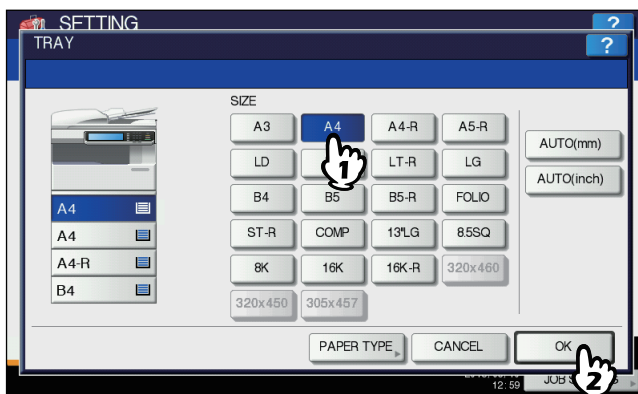 SETTING ?
TRAY ?
SIZE
A3 A4 A4-R A5-R
AUTO(mm)
LD LT-R LG
AUTO(inch)
A4
B4 B5 B5-R FOLIO
A4
ST-R COMP 13"LG 8.5SQ
A4-R
8K 16K 16K-R 320x460
B4
320x450 305x457
PAPER TYPE CANCEL OK
12:59 JOB S
1
2